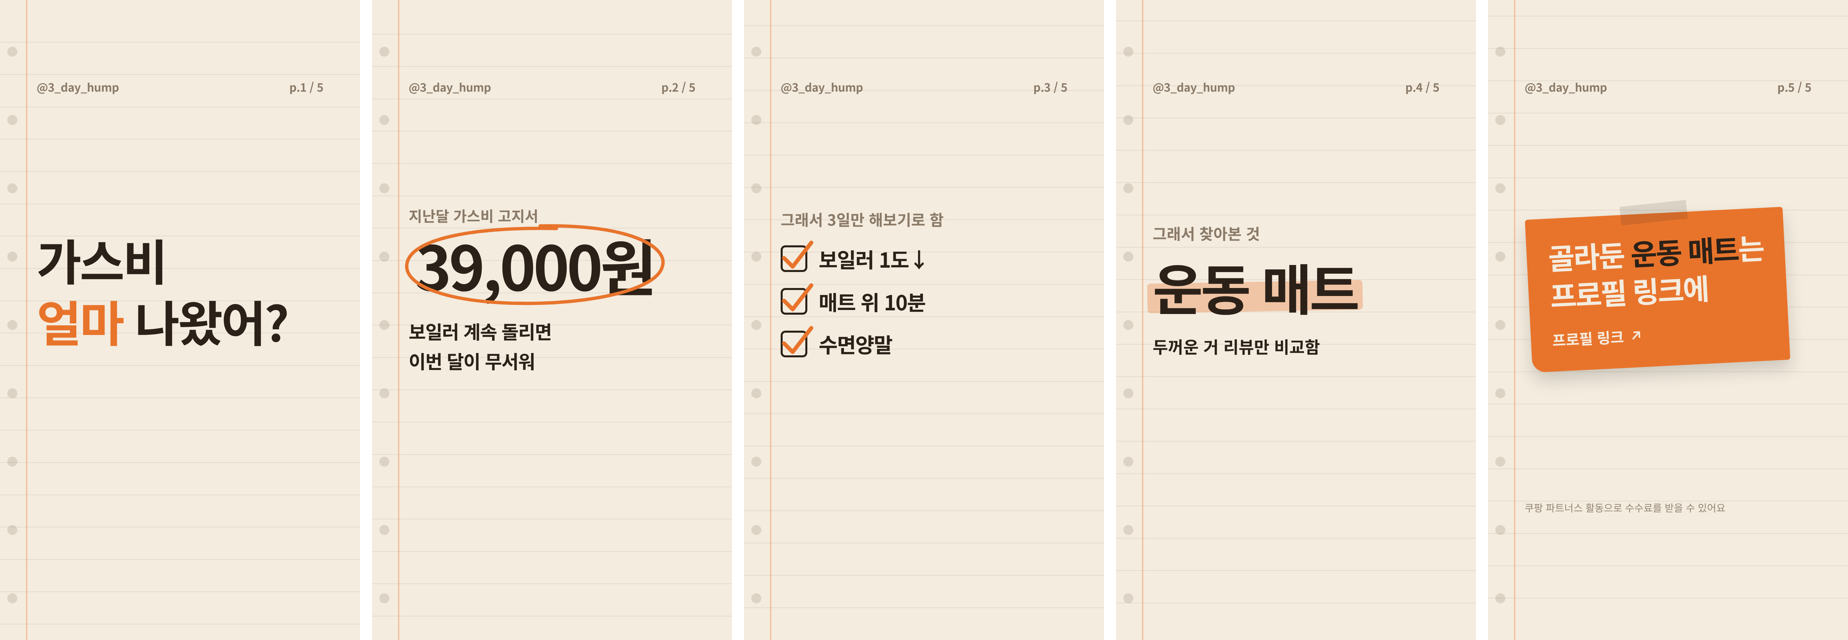 @3_day_hump
p.1 / 5
가스비
얼마 나왔어?
@3_day_hump
p.2 / 5
지난달 가스비 고지서
39,000원
보일러 계속 돌리면
이번 달이 무서워
@3_day_hump
p.3 / 5
그래서 3일만 해보기로 함
보일러 1도↓
매트 위 10분
수면양말
@3_day_hump
p.4 / 5
그래서 찾아본 것
운동 매트
두꺼운 거 리뷰만 비교함
@3_day_hump
p.5 / 5
골라둔 운동 매트는
프로필 링크에
프로필 링크 ↗
쿠팡 파트너스 활동으로 수수료를 받을 수 있어요